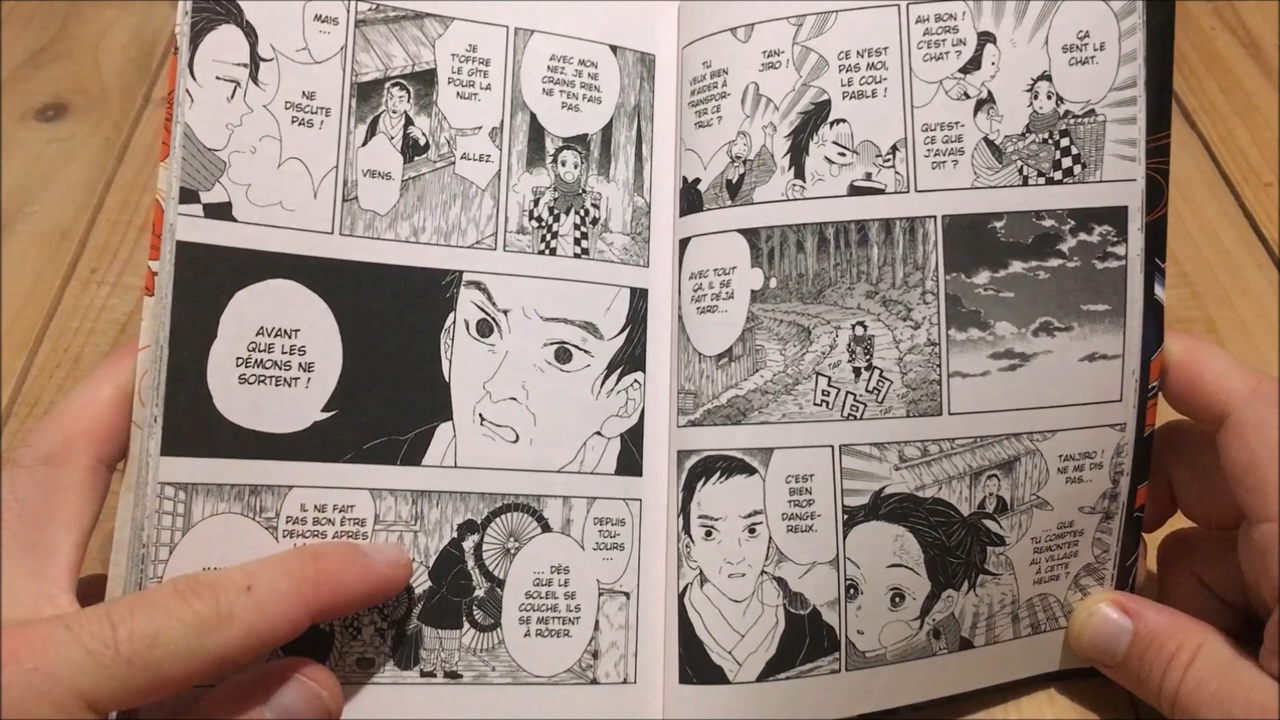 ÇA
SENT LE
CHAT.
AH BON !
ALORS
C'EST UN
CHAT ?
QU'EST-
CE QUE
J'AVAIS
DIT ?
CE N'EST
PAS MOI,
LE COU-
PABLE !
TAN-
JIRO !
TU
VEUX BIEN
M'AIDER À
TRANSPOR-
TER CE
TRUC ?
AVEC TOUT
ÇA, IL SE
FAIT DÉJÀ
TARD...
TAP
TAP
TAP
TANJIRO !
NE ME DIS
PAS...
... QUE
TU COMPTES
REMONTER
AU VILLAGE
À CETTE
HEURE ?
C'EST
BIEN
TROP
DANGE-
REUX.
AVEC MON
NEZ, JE NE
CRAINS RIEN.
NE T'EN FAIS
PAS.
JE
T'OFFRE
LE GÎTE
POUR LA
NUIT.
ALLEZ.
VIENS.
MAIS
...
NE
DISCUTE
PAS !
AVANT
QUE LES
DÉMONS NE
SORTENT !
DEPUIS
TOU-
JOURS
...
... DÈS
QUE LE
SOLEIL SE
COUCHE, ILS
SE METTENT
À RÔDER.
IL NE FAIT
PAS BON ÊTRE
DEHORS APRÈS